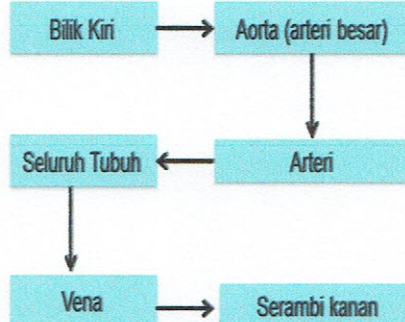 Bilik Kiri
Aorta (arteri besar)
Seluruh Tubuh
Arteri
Vena
Serambi kanan